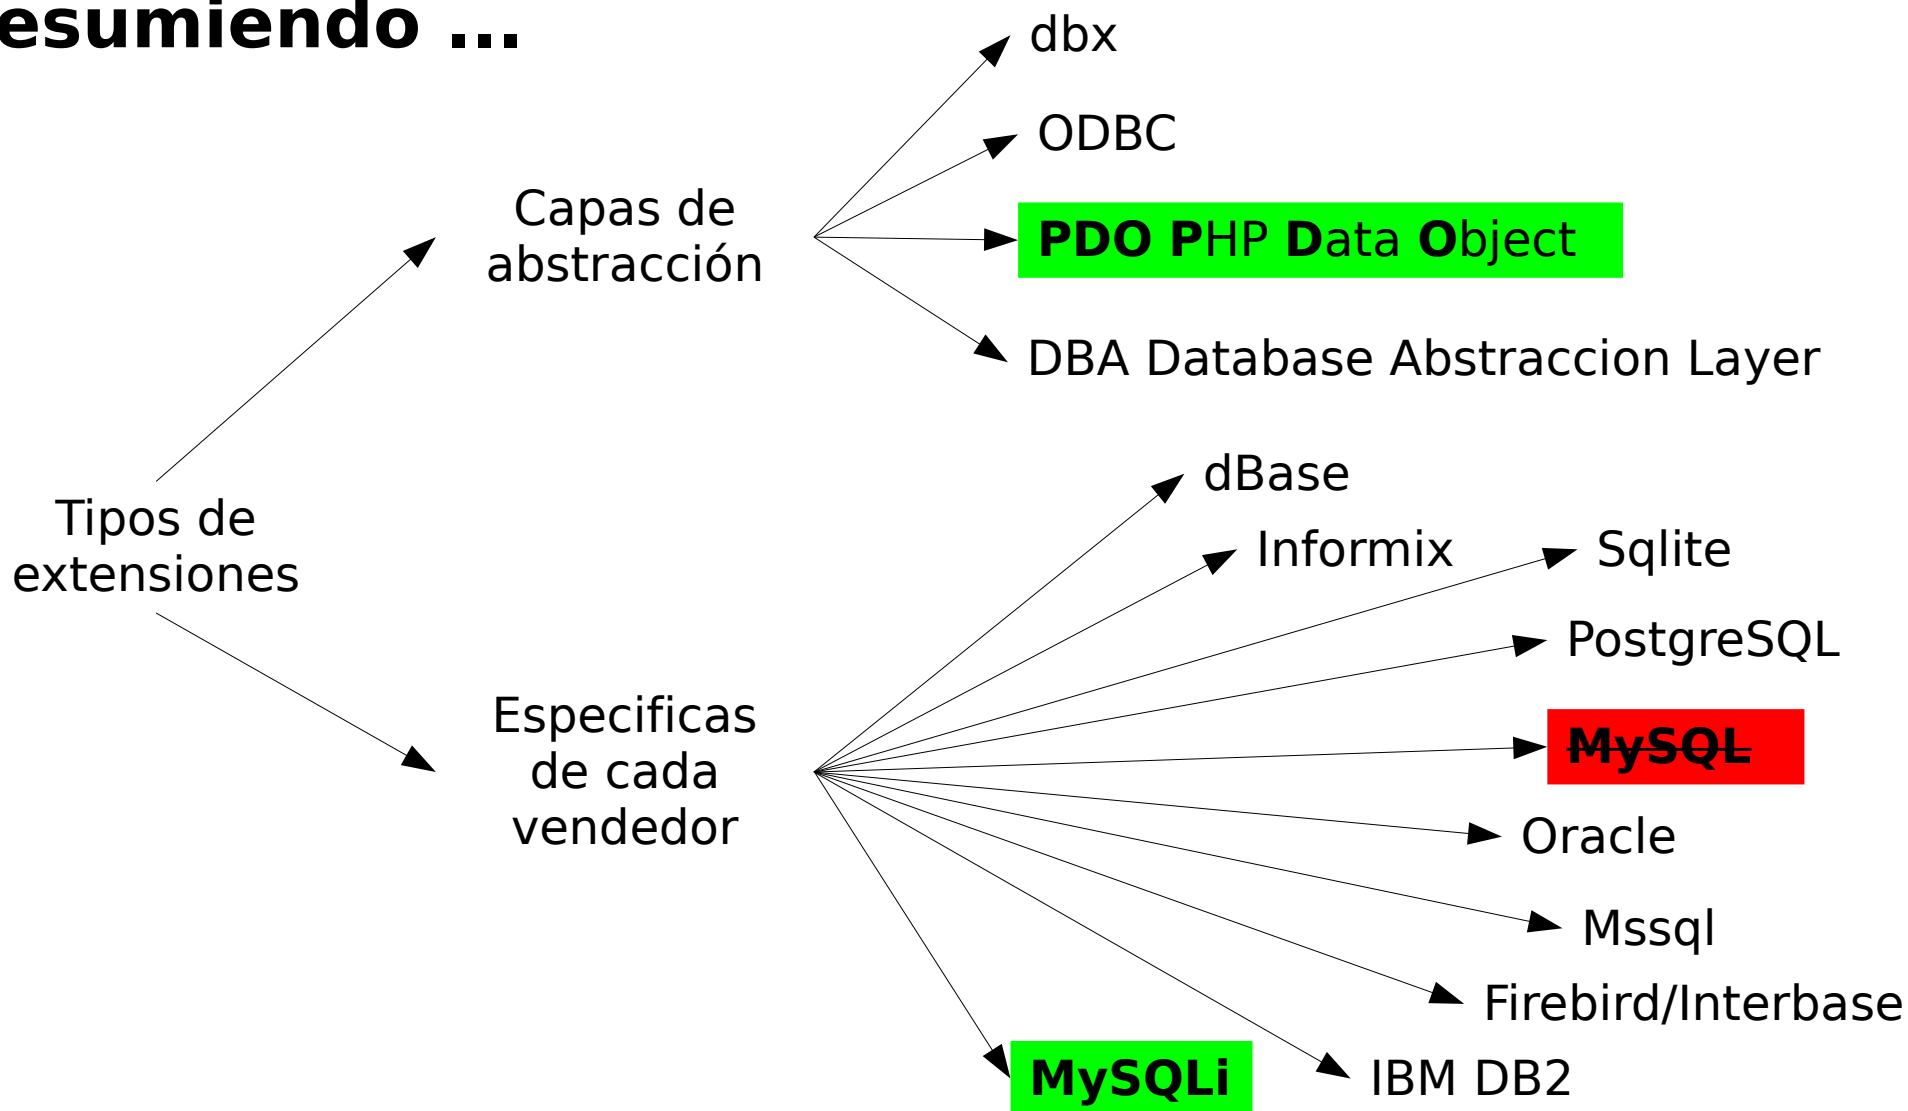 esumiendo ...
dbx
ODBC
Capas de
abstracción
PDO PHP Data Object
DBA Database Abstraccion Layer
Tipos de
extensiones
dBase
Informix
Sqlite
PostgreSQL
Especificas
de cada
vendedor
MySQL
Oracle
Mssql
Firebird/Interbase
MySQLi
IBM DB2